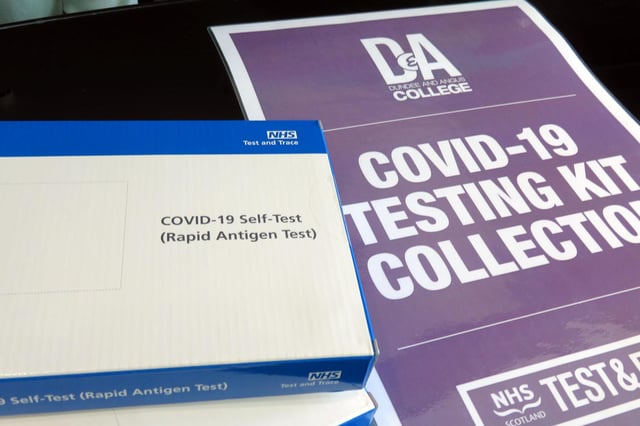 D&A
DUNDEE AND ANGUS
COLLEGE
COVID-19
TESTING KIT
COLLECTIO
NHS
SCOTLAND
TEST&
NHS
Test and Trace
COVID-19 Self-Test
(Rapid Antigen Test)
9 Self-Test (Rapid Antigen Test)
NHS
Test and Trace